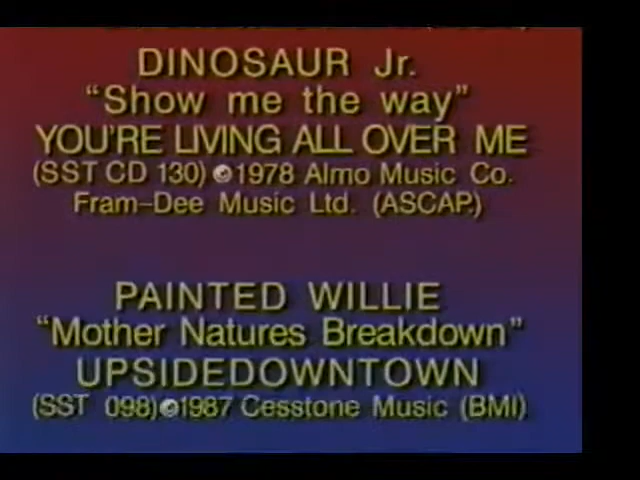 DINOSAUR Jr.
“Show me the way”
YOU'RE LIVING ALL OVER ME
(SST CD 130) ©1978 Almo Music Co.
Fram-Dee Music Ltd. (ASCAP.)
PAINTED WILLIE
“Mother Natures Breakdown”
UPSIDEDOWNTOWN
(SST 098)©1987 Cesstone Music (BMI)